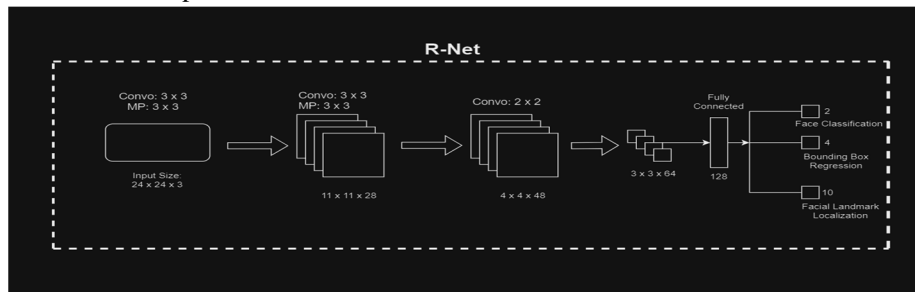 R-Net
Convo: 3 x 3
MP: 3 x 3
Input Size:
24 x 24 x 3
Convo: 3 x 3
MP: 3 x 3
11 x 11 x 28
Convo: 2 x 2
4 x 4 x 48
3 x 3 x 64
Fully
Connected
128
2
Face Classification
4
Bounding Box
Regression
10
Facial Landmark
Localization